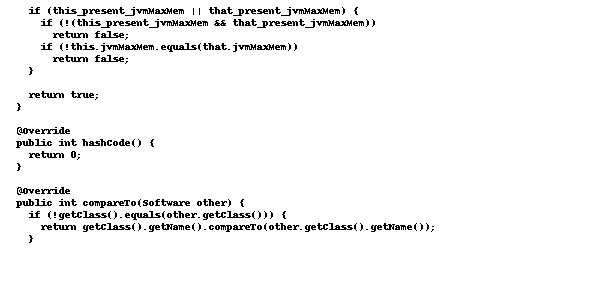 if (this_present_jvmMaxMem || that_present_jvmMaxMem) {
if (!(this_present_jvmMaxMem && that_present_jvmMaxMem))
return false;
if (!this.jvmMaxMem.equals(that.jvmMaxMem))
return false;
}
return true;
}
@Override
public int hashCode() {
return 0;
}
@Override
public int compareTo(Software other) {
if (!getClass().equals(other.getClass())) {
return getClass().getName().compareTo(other.getClass().getName());
}